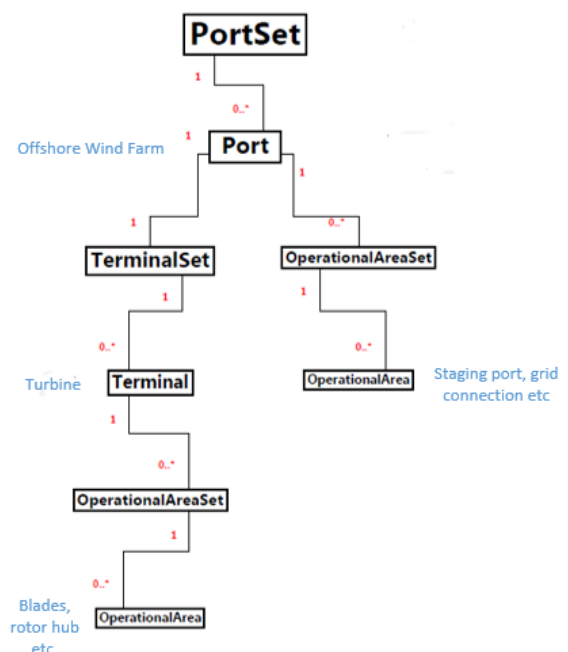 PortSet
1
0..*
Offshore Wind Farm
1
Port
1
1
0..*
TerminalSet
OperationalAreaSet
1
1
0..*
0..*
Turbine
Terminal
OperationalArea
Staging port, grid
connection etc
1
0..*
OperationalAreaSet
1
0..*
Blades,
rotor hub
etc
OperationalArea